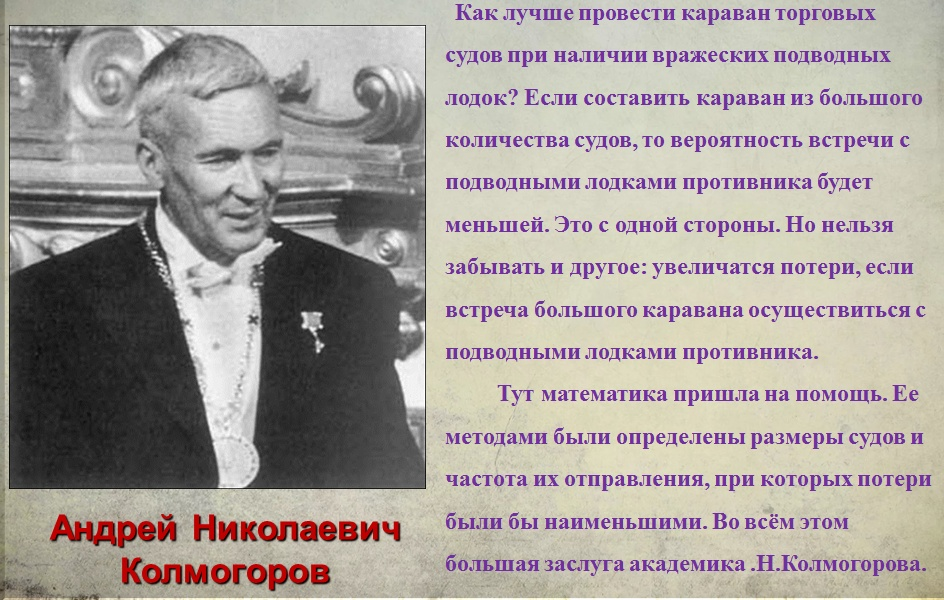 Как лучше провести караван торговых
судов при наличии вражеских подводных
лодок? Если составить караван из большого
количества судов, то вероятность встречи с
подводными лодками противника будет
меньшей. Это с одной стороны. Но нельзя
забывать и другое: увеличатся потери, если
встреча большого каравана осуществиться с
подводными лодками противника.
Тут математика пришла на помощь. Ее
методами были определены размеры судов и
частота их отправления, при которых потери
были бы наименьшими. Во всём этом
большая заслуга академика .Н.Колмогорова.
Андрей Николаевич
Колмогоров